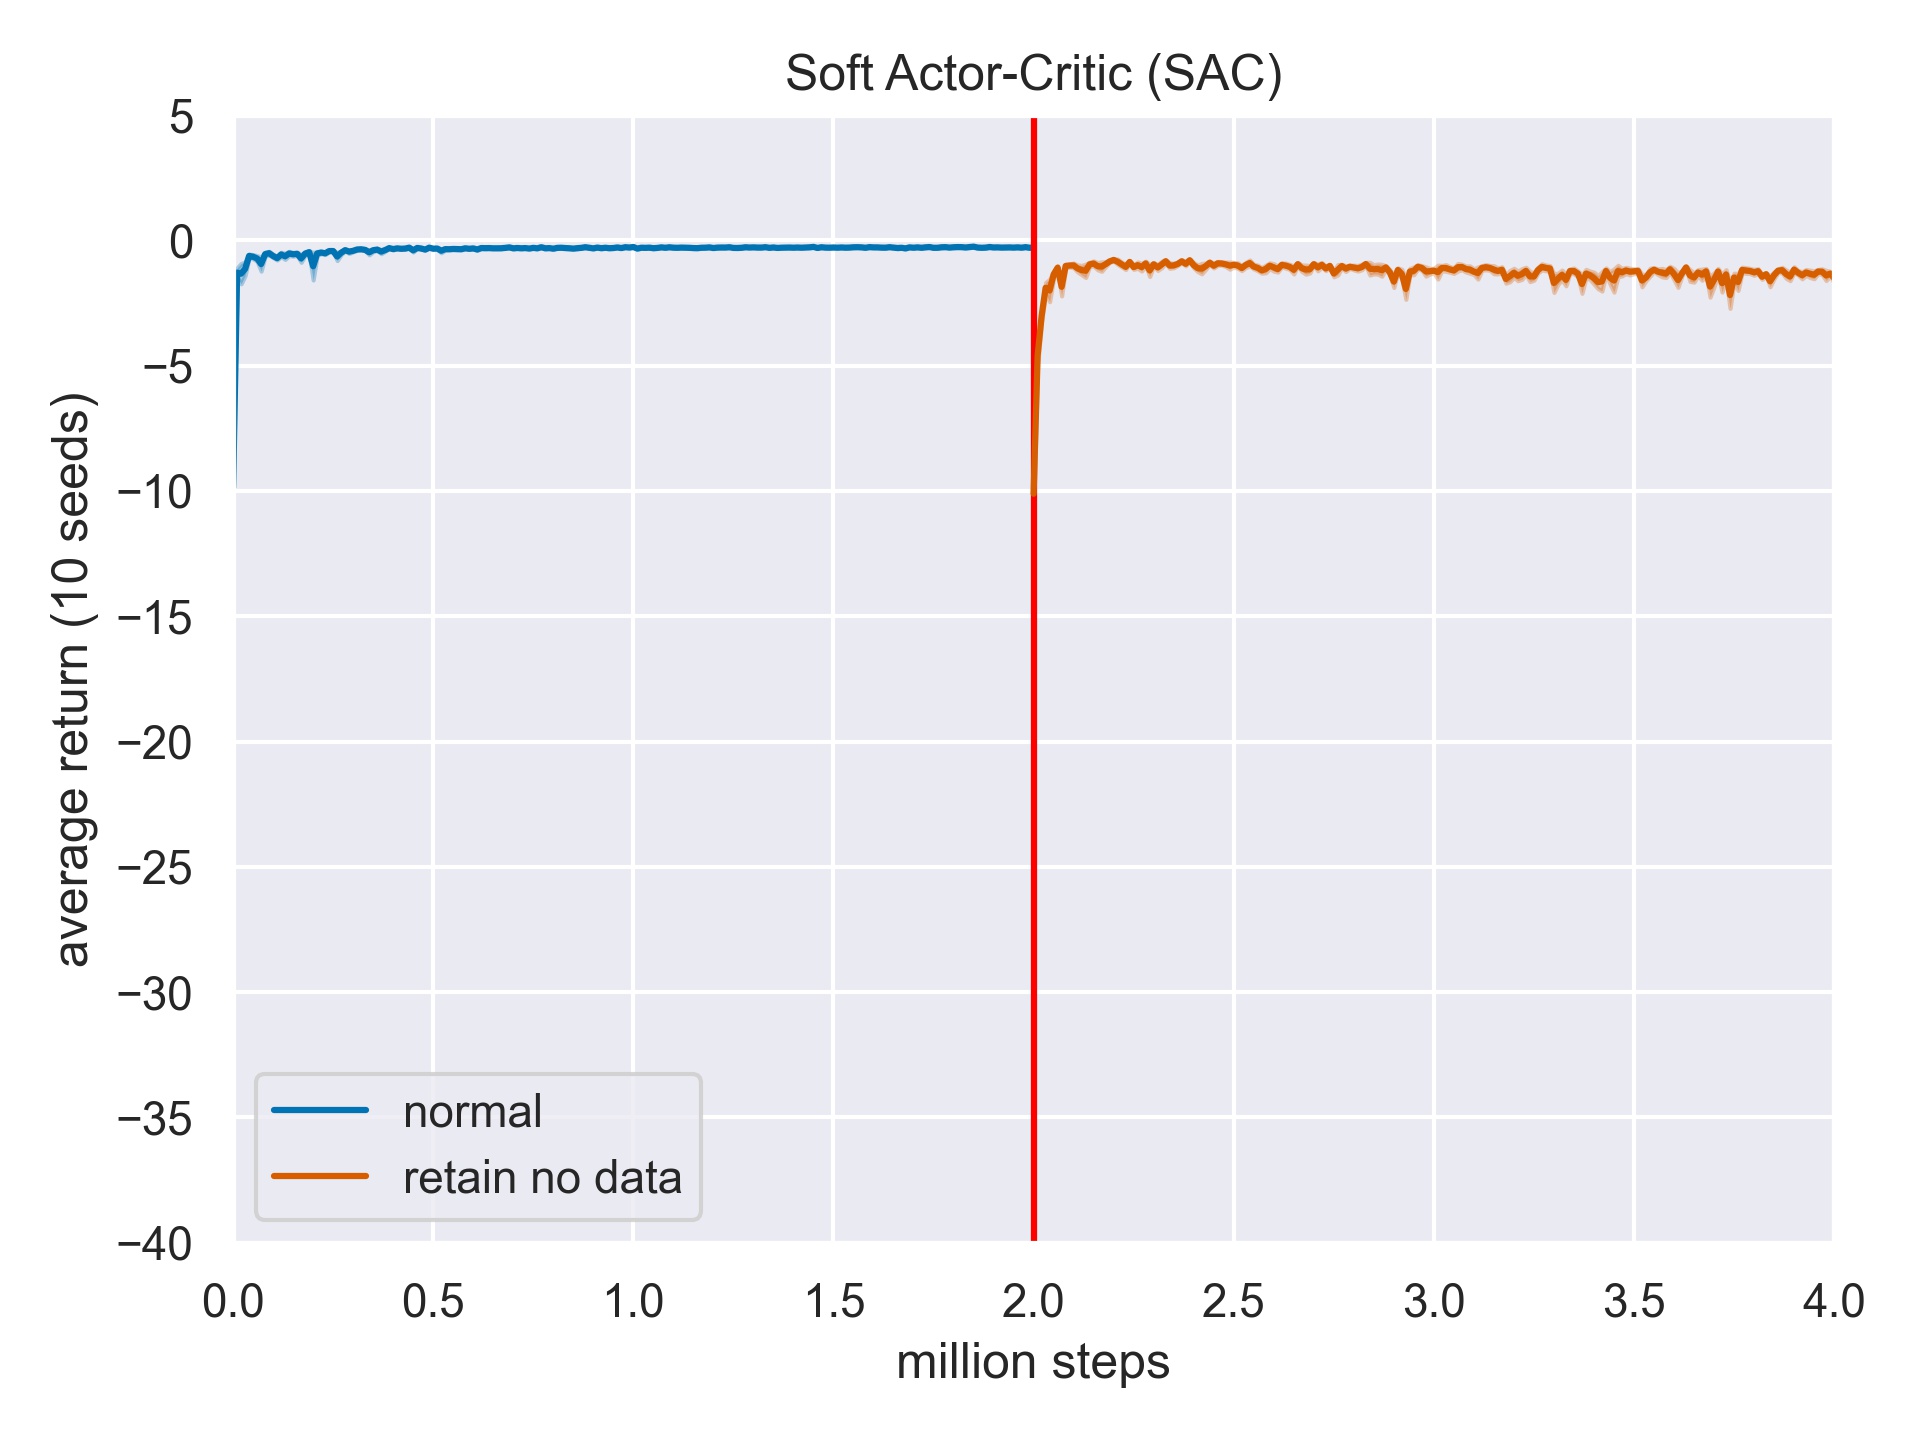 Soft Actor-Critic (SAC)
5
0
−5
−10
−15
−20
−25
−30
−35
−40
average return (10 seeds)
normal
retain no data
0.0 0.5 1.0 1.5 2.0 2.5 3.0 3.5 4.0
million steps